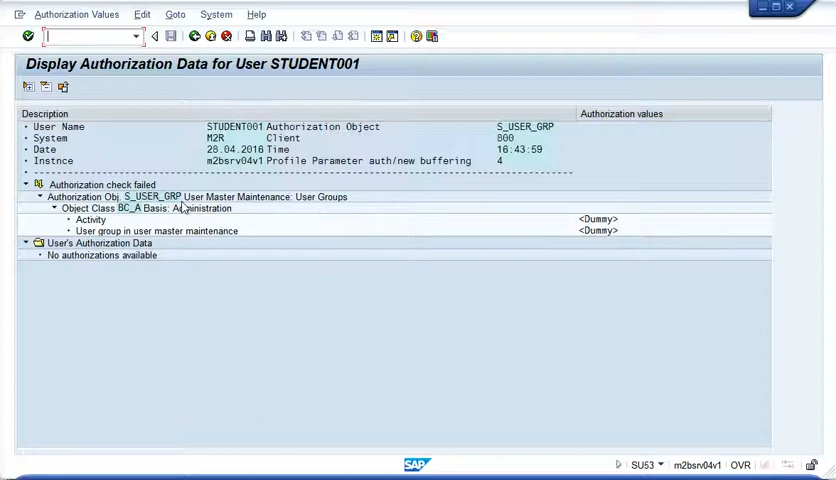 Authorization Values Edit Goto System Help
Display Authorization Data for User STUDENT001
Description Authorization values
User Name STUDENT001 Authorization Object S_USER_GRP
System M2R Client 800
Date 28.04.2016 Time 16:43:59
Instnce m2bsrv04v1 Profile Parameter auth/new buffering 4
Authorization check failed
Authorization Obj. S_USER_GRP User Master Maintenance: User Groups
Object Class BC_A Basis: Administration
Activity <Dummy>
User group in user master maintenance <Dummy>
User's Authorization Data
No authorizations available
SAP SU53 m2bsrv04v1 OVR